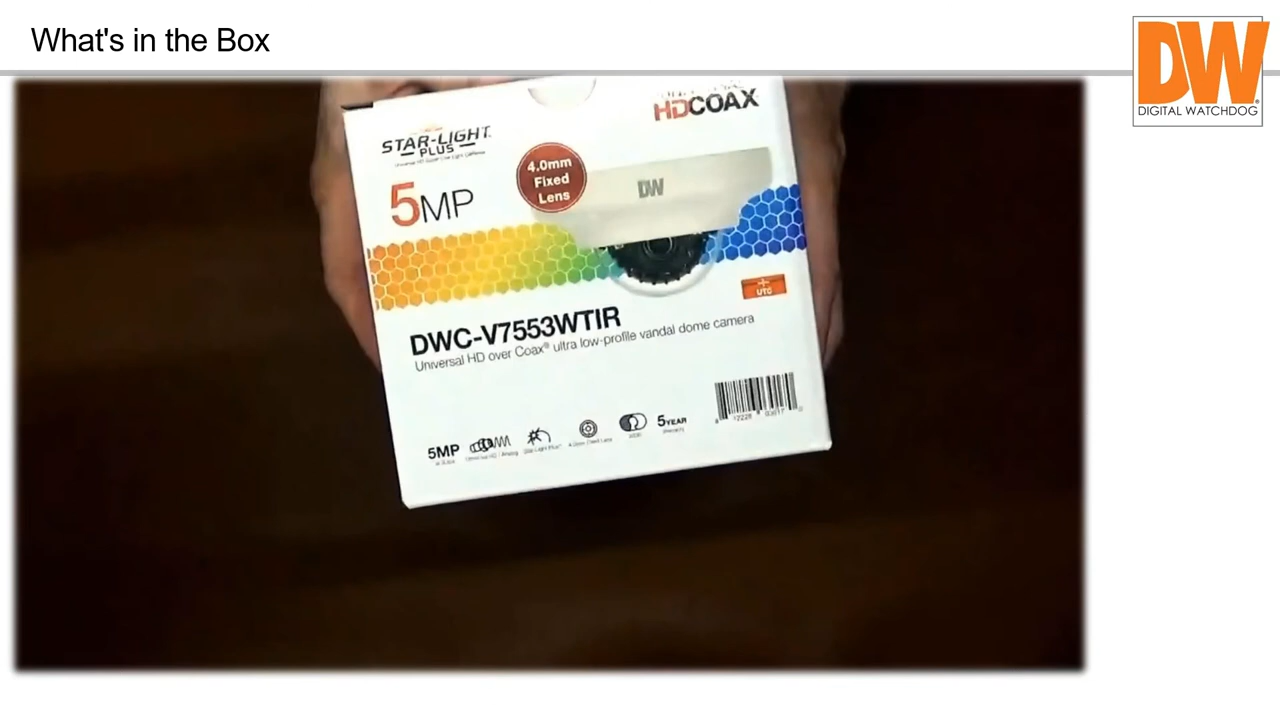 What's in the Box
DW
DIGITAL WATCHDOG
HDCOAX
STAR-LIGHT
PLUS
4.0mm
Fixed
Lens
5MP
DW
UTC
DWC-V7553WTIR
Universal HD over Coax® ultra low-profile vandal dome camera
5MP
5YEAR